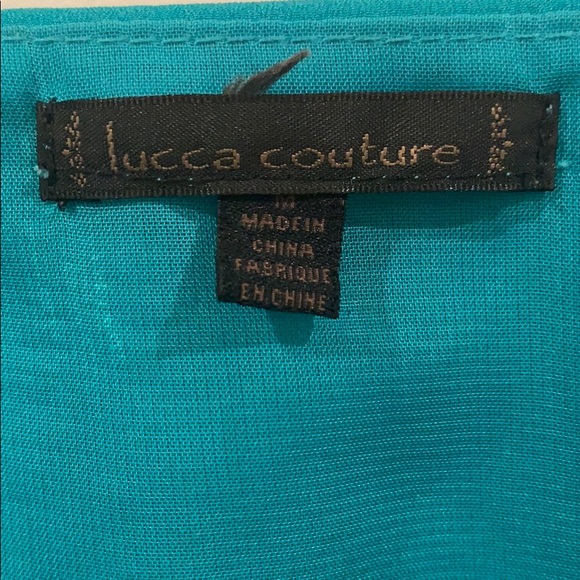 lucca couture
M
MADE IN
CHINA
FABRIQUE
EN CHINE